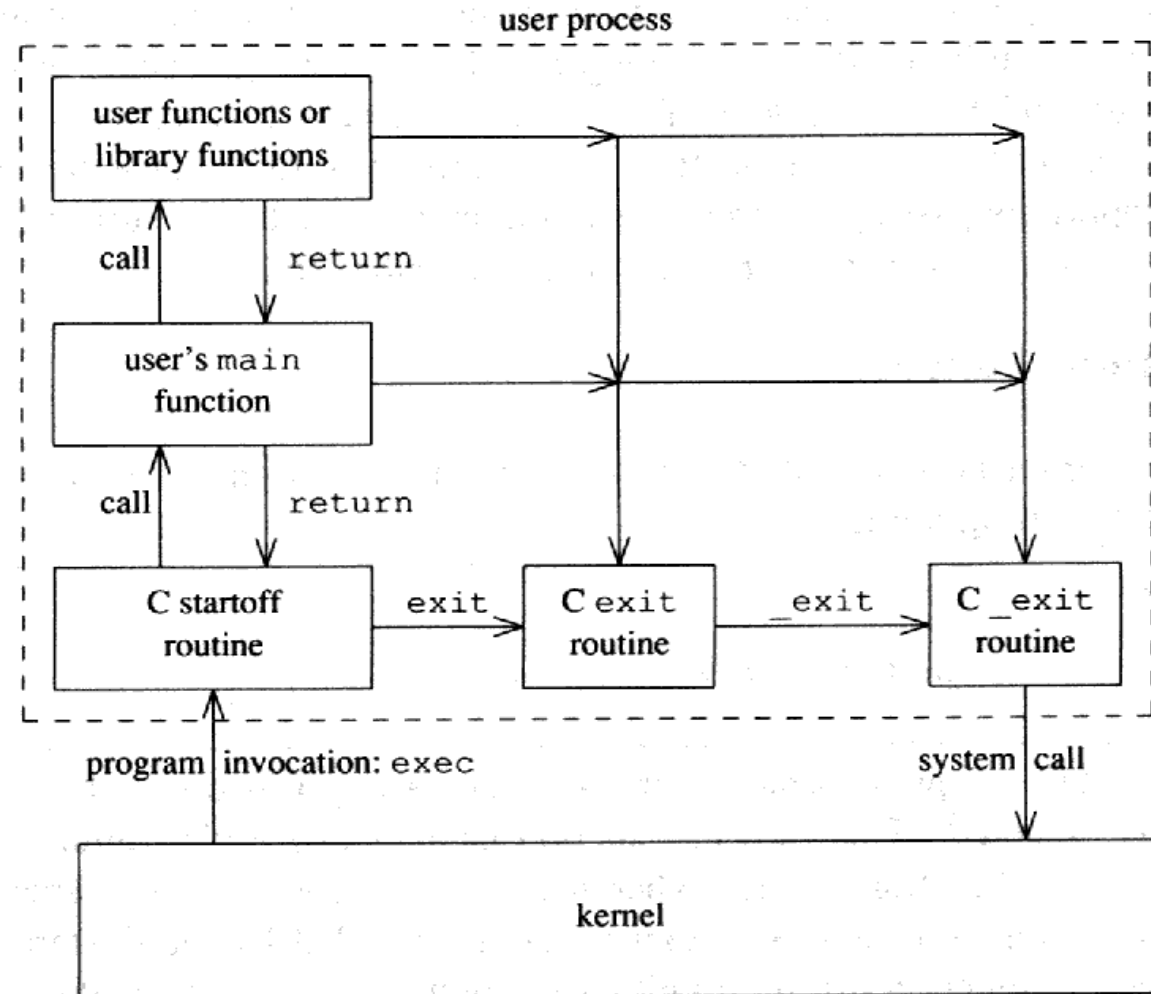 user process
user functions or
library functions
call
return
user's main
function
call
return
C startoff
routine
exit
C exit
routine
_exit
C _exit
routine
program invocation: exec
system call
kernel